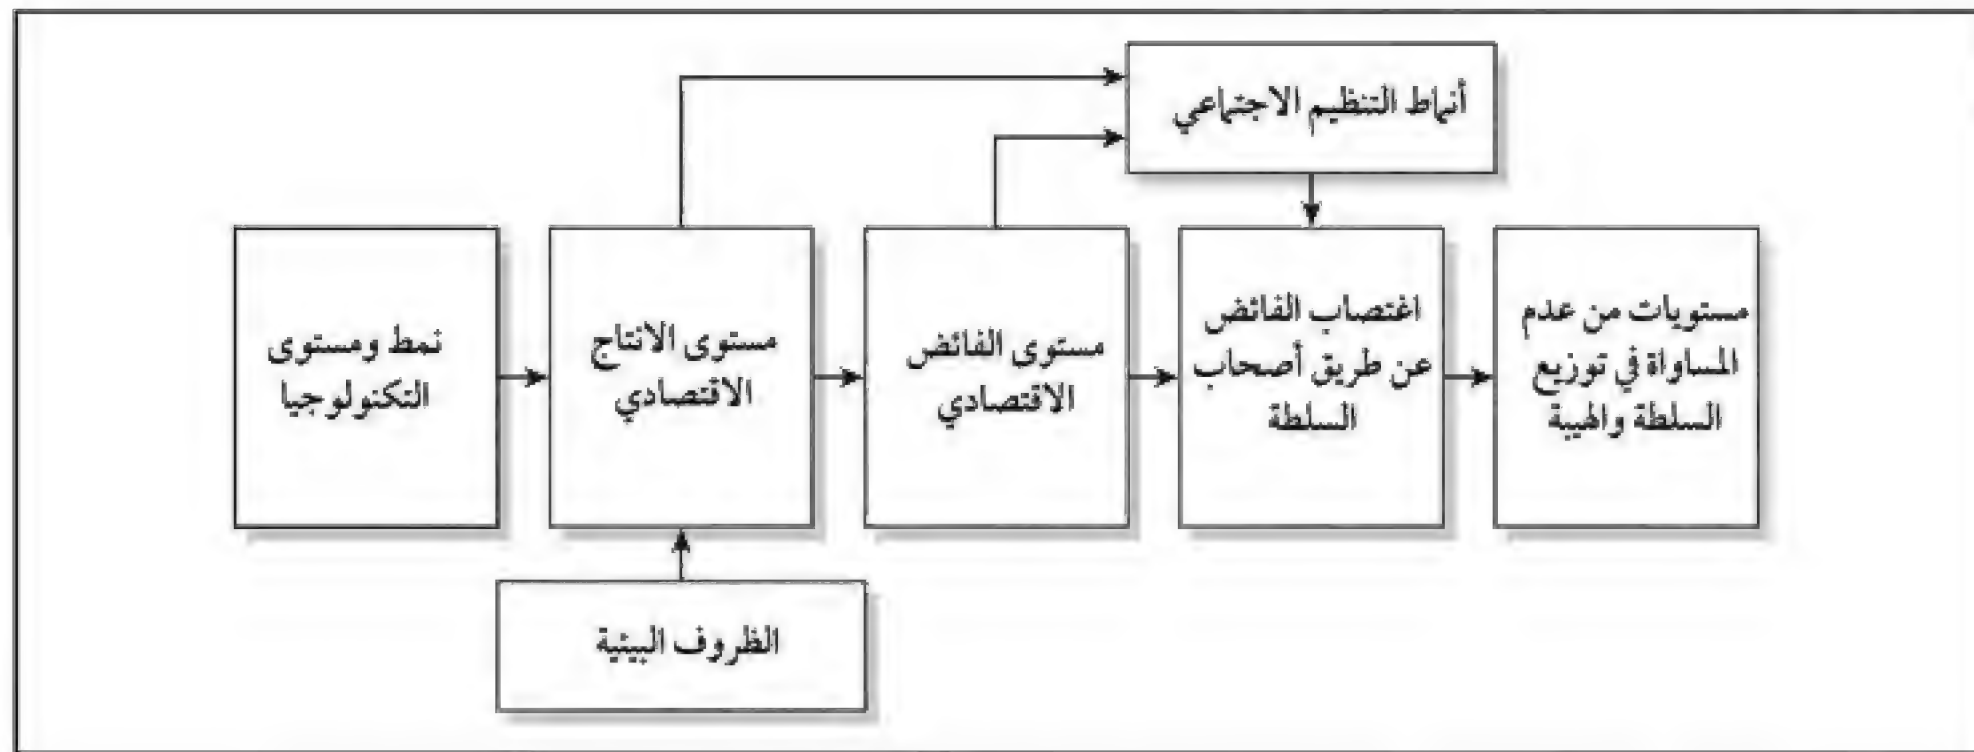 أنماط التنظيم الاجتماعي
نمط ومستوى
التكنولوجيا
مستوى الانتاج
الاقتصادي
مستوى الفائض
الاقتصادي
اغتصاب الفائض
عن طريق أصحاب
السلطة
مستويات من عدم
المساواة في توزيع
السلطة والهيبة
الظروف البيئية